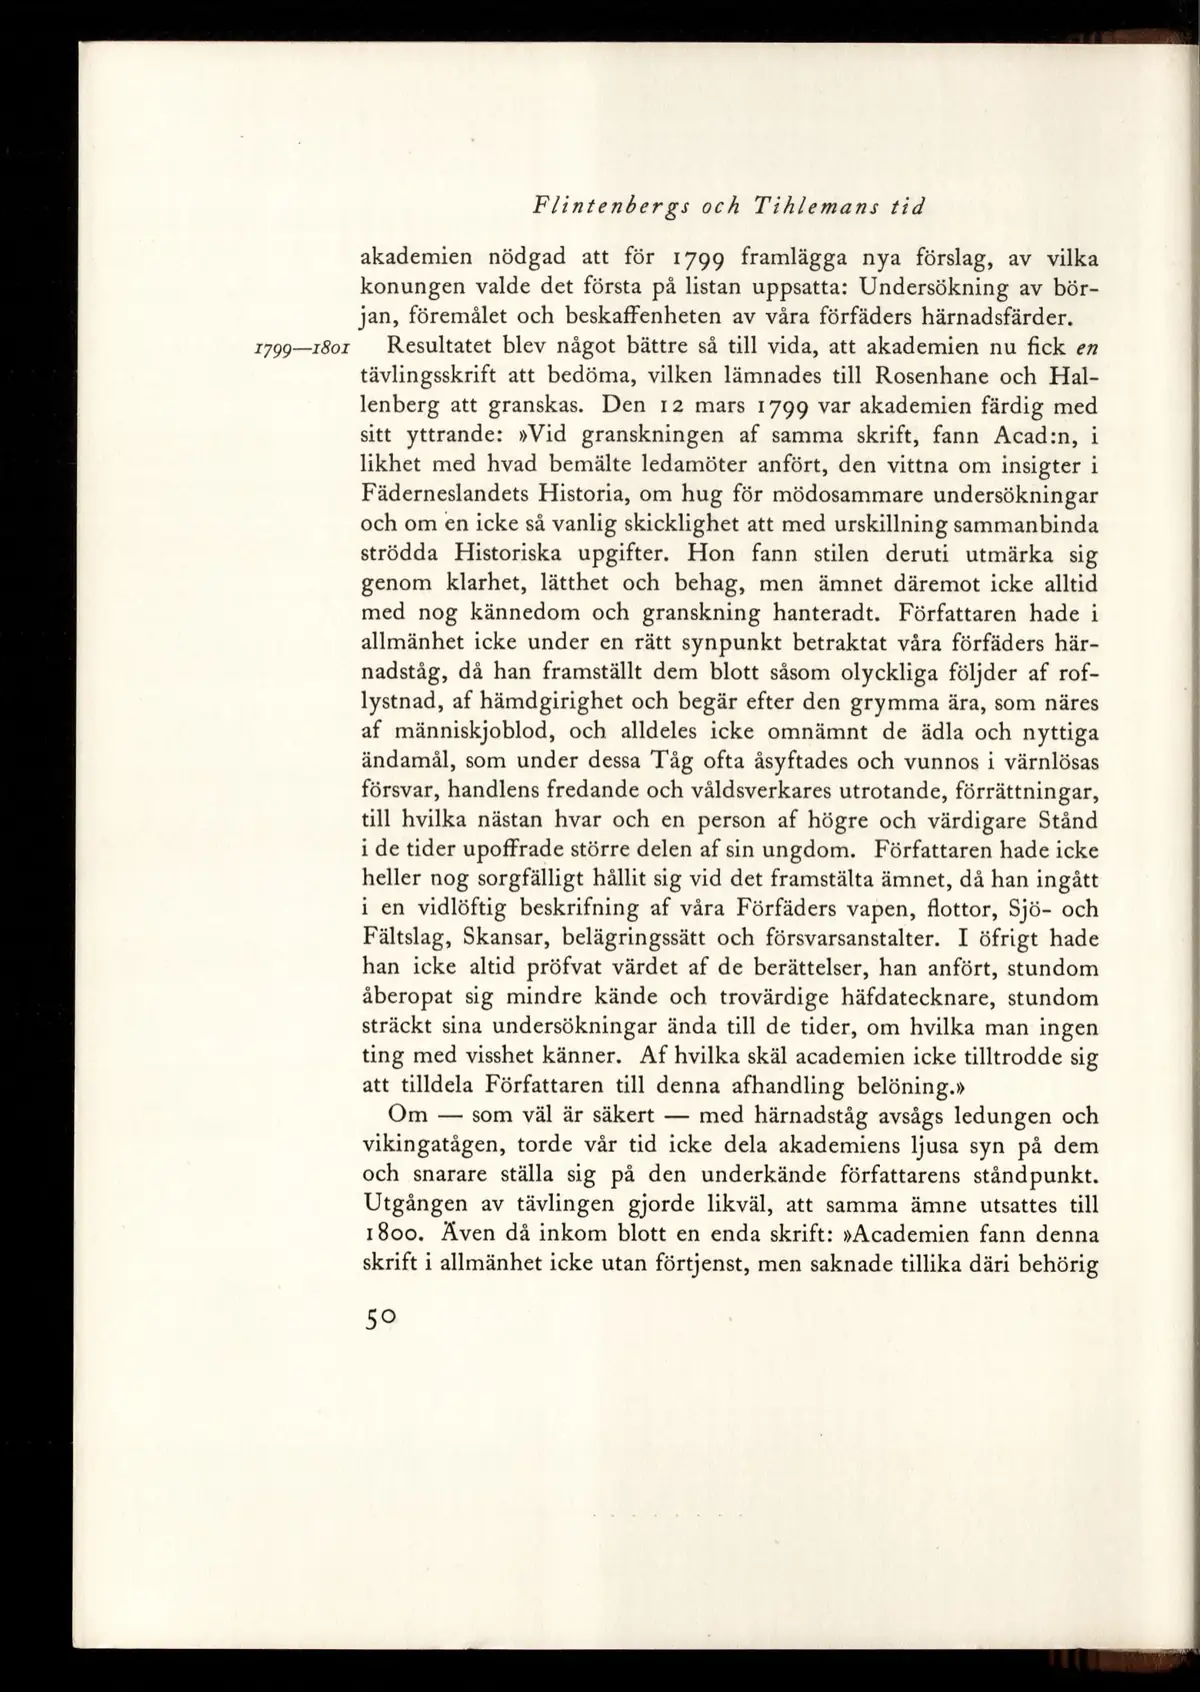 Flintenbergs och Tihlemans tid
akademien nödgad att för 1799 framlägga nya förslag, av vilka
konungen valde det första på listan uppsatta: Undersökning av bör-
jan, föremålet och beskaffenheten av våra förfäders härnadsfärder.
1799—1801 Resultatet blev något bättre så till vida, att akademien nu fick en
tävlingsskrift att bedöma, vilken lämnades till Rosenhane och Hal-
lenberg att granskas. Den 12 mars 1799 var akademien färdig med
sitt yttrande: »Vid granskningen af samma skrift, fann Acad:n, i
likhet med hvad bemälte ledamöter anfört, den vittna om insigter i
Fäderneslandets Historia, om hug för mödosammare undersökningar
och om en icke så vanlig skicklighet att med urskillning sammanbinda
strödda Historiska upgifter. Hon fann stilen deruti utmärka sig
genom klarhet, lätthet och behag, men ämnet däremot icke alltid
med nog kännedom och granskning hanteradt. Författaren hade i
allmänhet icke under en rätt synpunkt betraktat våra förfäders här-
nadståg, då han framställt dem blott såsom olyckliga följder af rof-
lystnad, af hämdgirighet och begär efter den grymma ära, som näres
af människjoblod, och alldeles icke omnämnt de ädla och nyttiga
ändamål, som under dessa Tåg ofta åsyftades och vunnos i värnlösas
försvar, handlens fredande och våldsverkares utrotande, förrättningar,
till hvilka nästan hvar och en person af högre och värdigare Stånd
i de tider upoffrade större delen af sin ungdom. Författaren hade icke
heller nog sorgfälligt hållit sig vid det framstälta ämnet, då han ingått
i en vidlöftig beskrifning af våra Förfäders vapen, flottor, Sjö- och
Fältslag, Skansar, belägringssätt och försvarsanstalter. I öfrigt hade
han icke altid pröfvat värdet af de berättelser, han anfört, stundom
åberopat sig mindre kände och trovärdige häfdatecknare, stundom
sträckt sina undersökningar ända till de tider, om hvilka man ingen
ting med visshet känner. Af hvilka skäl academien icke tilltrodde sig
att tilldela Författaren till denna afhandling belöning.»
Om — som väl är säkert — med härnadståg avsågs ledungen och
vikingatågen, torde vår tid icke dela akademiens ljusa syn på dem
och snarare ställa sig på den underkände författarens ståndpunkt.
Utgången av tävlingen gjorde likväl, att samma ämne utsattes till
1800. Även då inkom blott en enda skrift: »Academien fann denna
skrift i allmänhet icke utan förtjenst, men saknade tillika däri behörig
50